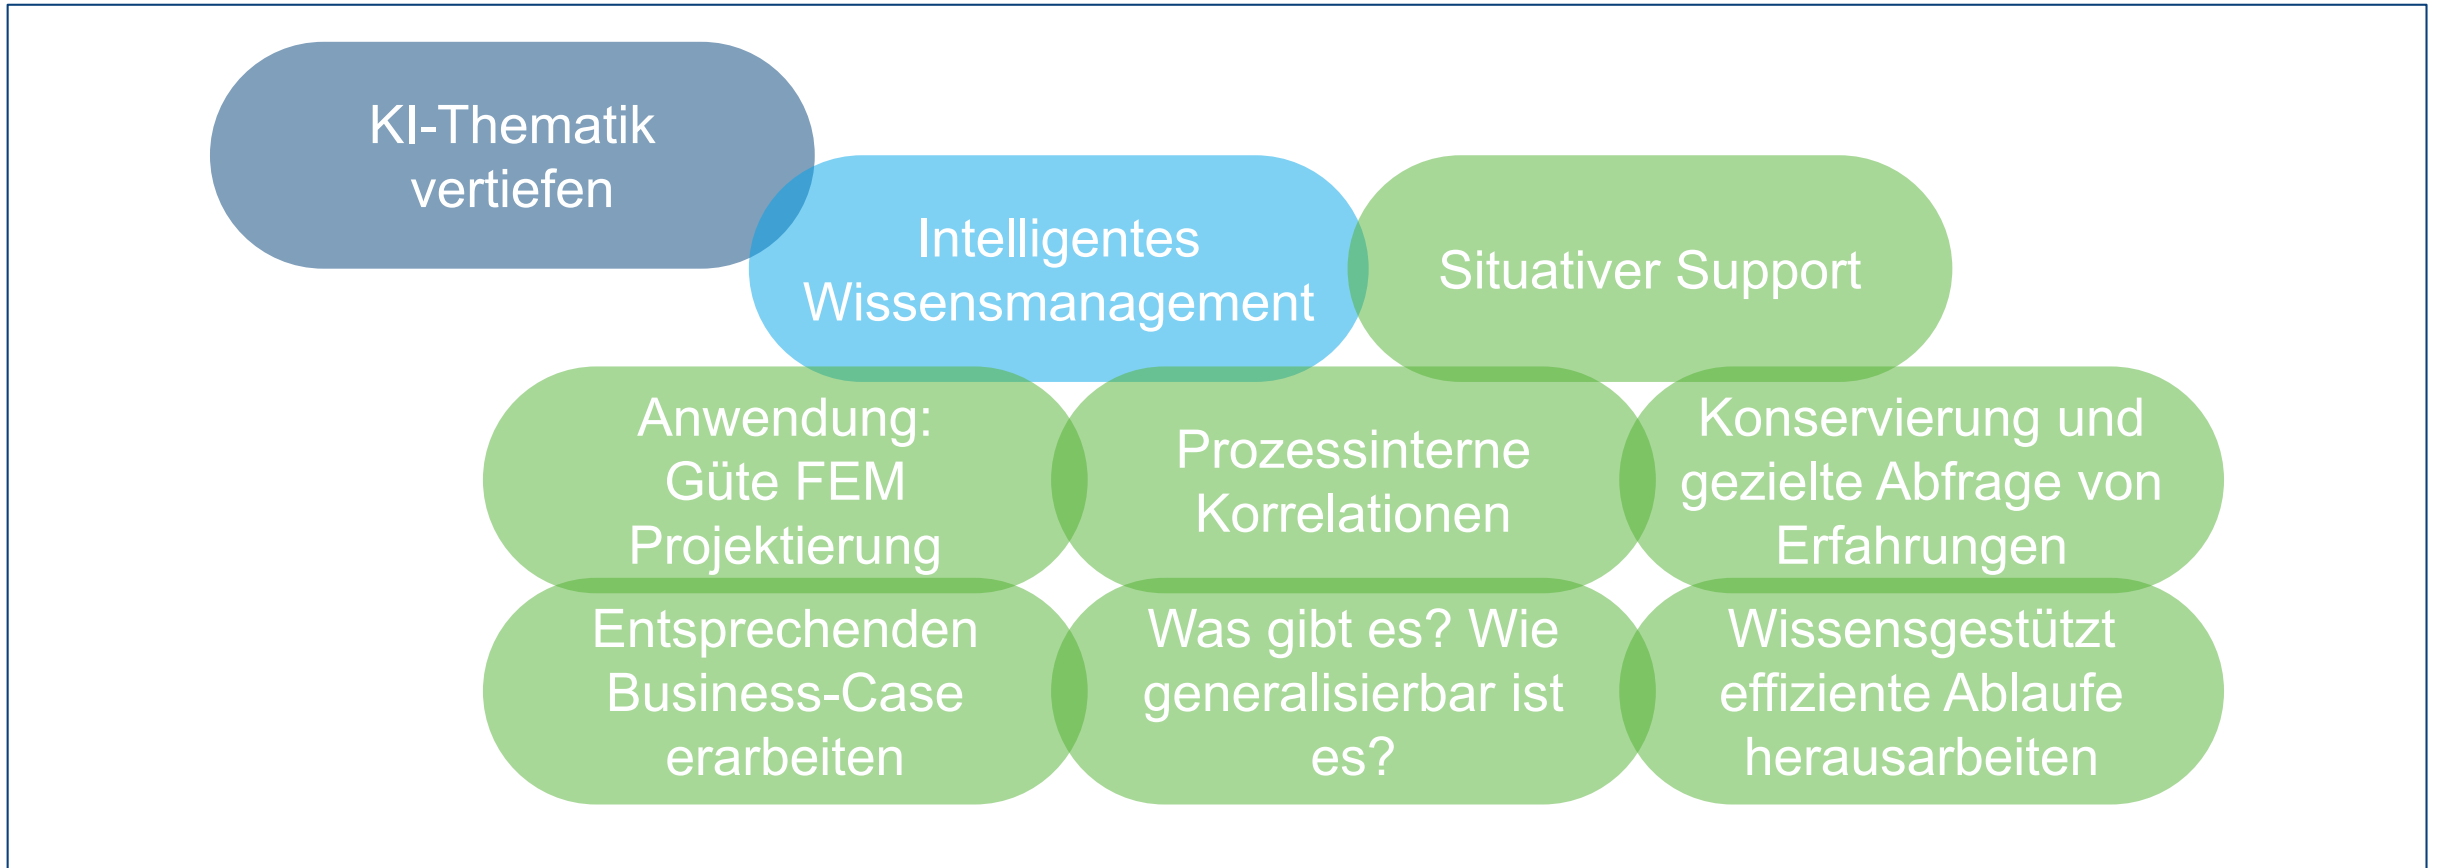 KI-Thematik
vertiefen
Intelligentes
Wissensmanagement
Situativer Support
Anwendung:
Güte FEM
Projektierung
Prozessinterne
Korrelationen
Konservierung und
gezielte Abfrage von
Erfahrungen
Entsprechenden
Business-Case
erarbeiten
Was gibt es? Wie
generalisierbar ist
es?
Wissensgestützt
effiziente Ablaufe
herausarbeiten